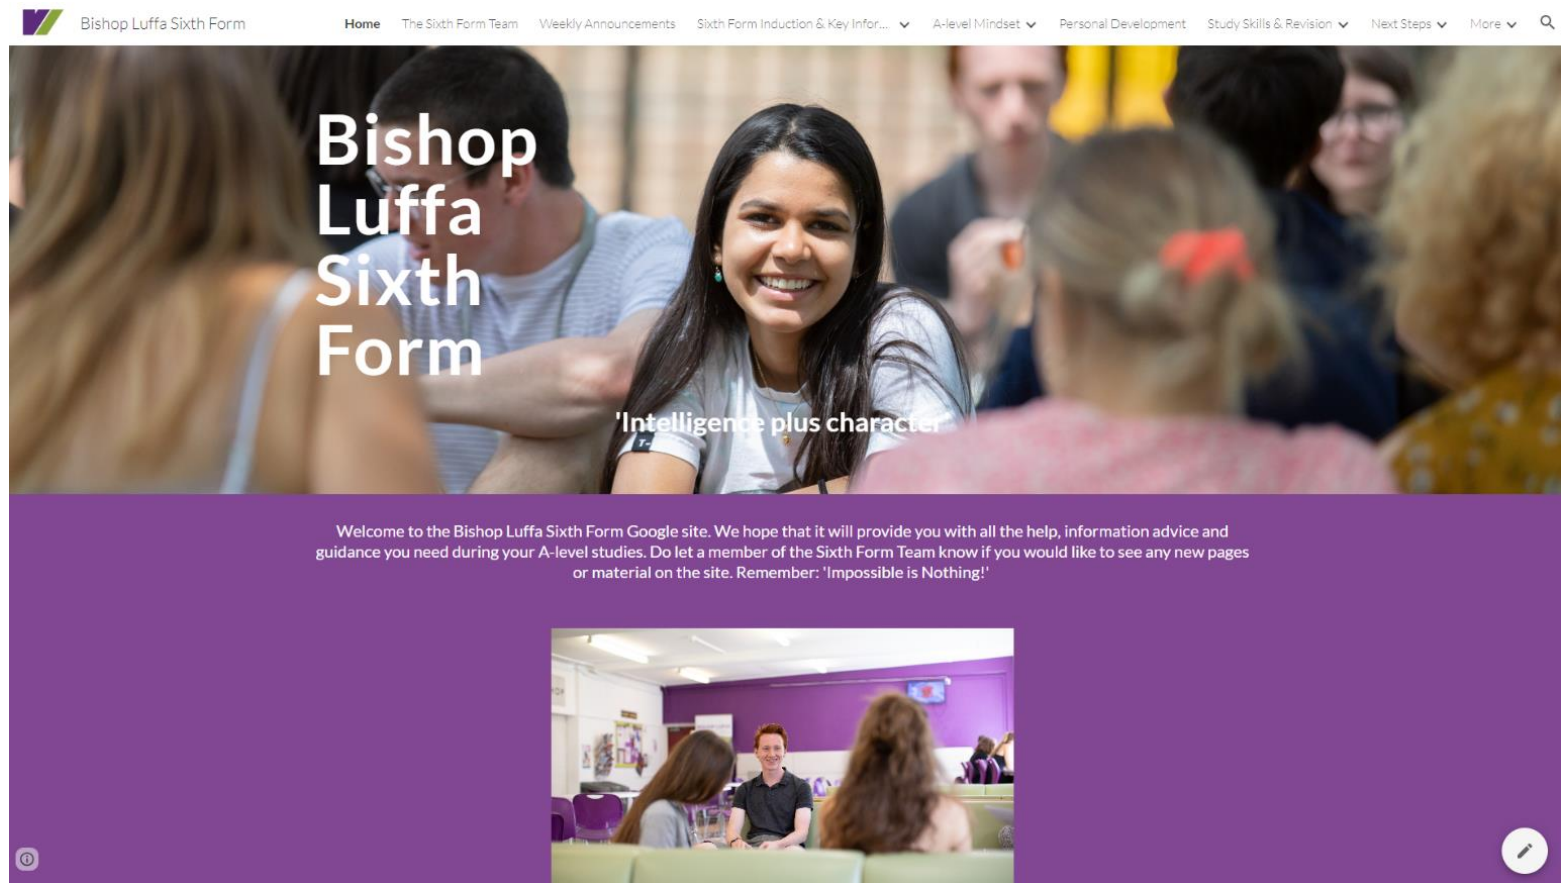 Bishop Luffa Sixth Form
Home
The Sixth Form Team
Weekly Announcements
Sixth Form Induction & Key Infor...
A-level Mindset
Personal Development
Study Skills & Revision
Next Steps
More
Bishop
Luffa
Sixth
Form
'Intelligence plus character'
Welcome to the Bishop Luffa Sixth Form Google site. We hope that it will provide you with all the help, information advice and
guidance you need during your A-level studies. Do let a member of the Sixth Form Team know if you would like to see any new pages
or material on the site. Remember: 'Impossible is Nothing!'